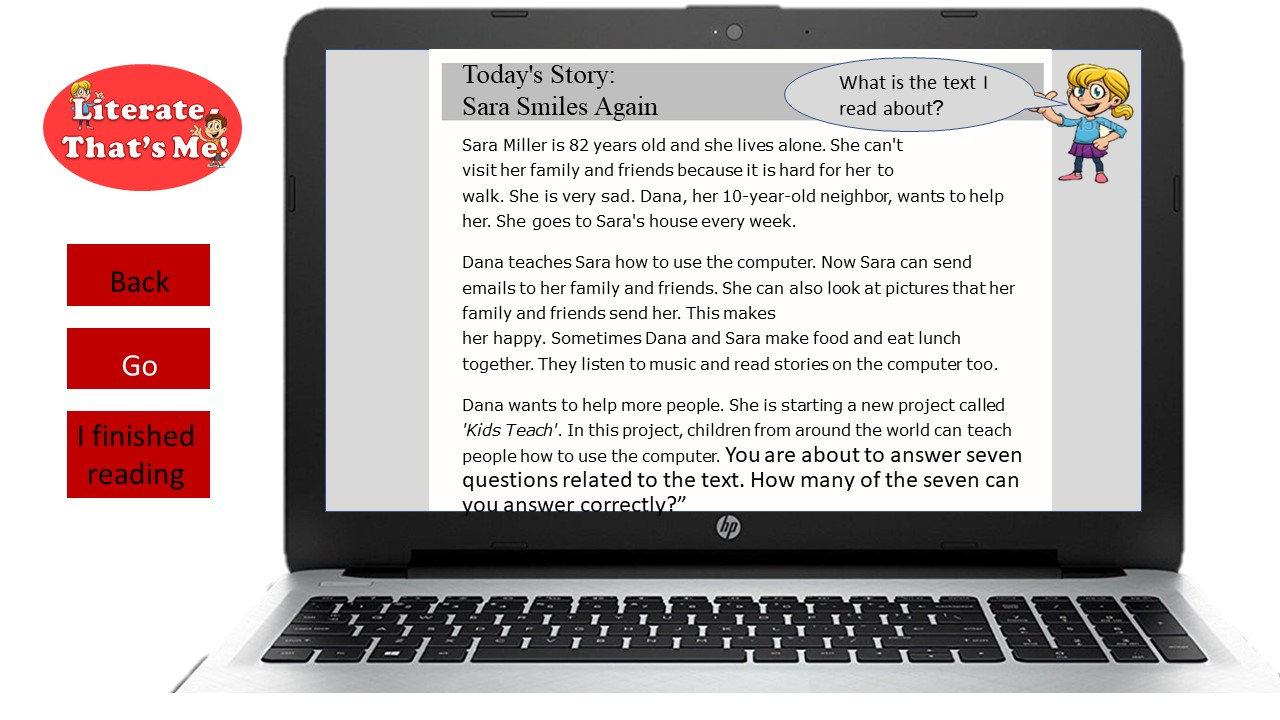 Literate-
That's Me!
Back
Go
I finished
reading
Today's Story:
Sara Smiles Again
What is the text I
read about?
Sara Miller is 82 years old and she lives alone. She can't
visit her family and friends because it is hard for her to
walk. She is very sad. Dana, her 10-year-old neighbor, wants to help
her. She goes to Sara's house every week.
Dana teaches Sara how to use the computer. Now Sara can send
emails to her family and friends. She can also look at pictures that her
family and friends send her. This makes
her happy. Sometimes Dana and Sara make food and eat lunch
together. They listen to music and read stories on the computer too.
Dana wants to help more people. She is starting a new project called
'Kids Teach'. In this project, children from around the world can teach
people how to use the computer. You are about to answer seven
questions related to the text. How many of the seven can
you answer correctly?”
hp